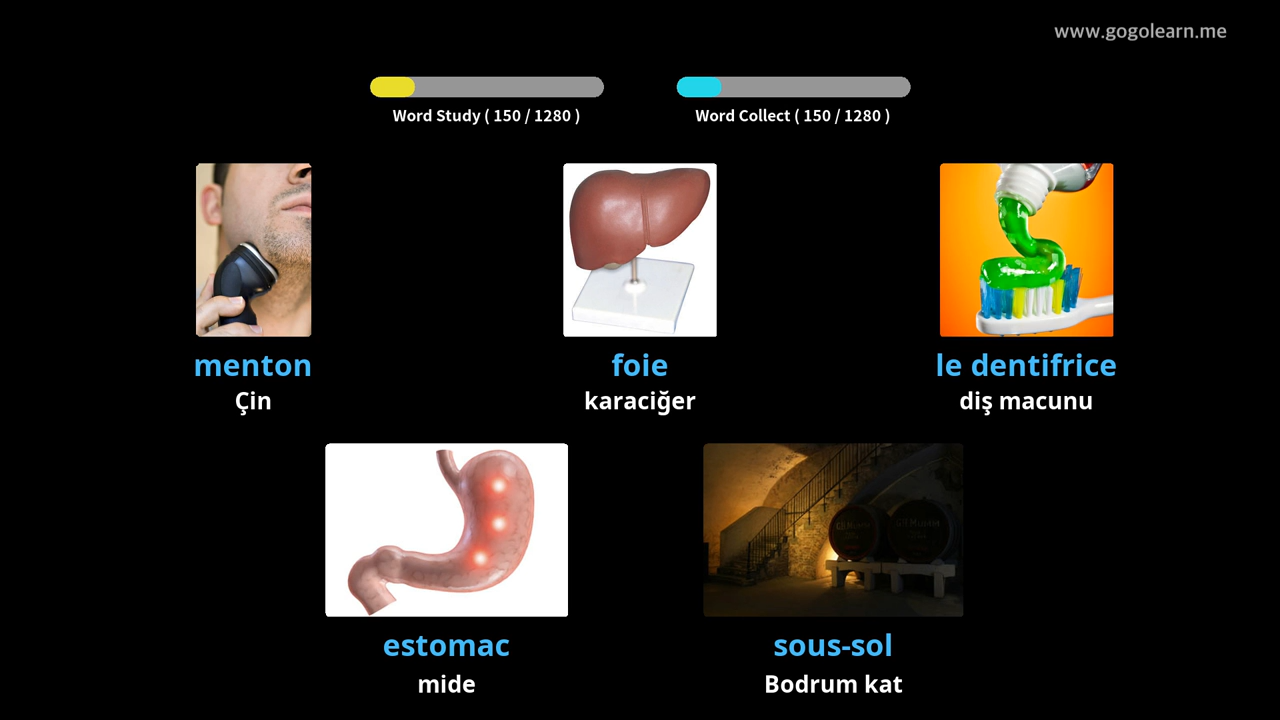 www.gogolearn.me
Word Study ( 150 / 1280 )
Word Collect ( 150 / 1280 )
menton
Çin
foie
karaciğer
le dentifrice
diş macunu
estomac
mide
sous-sol
Bodrum kat